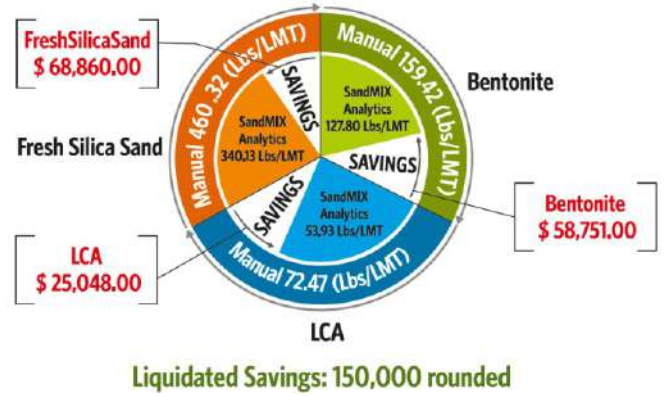 FreshSilicaSand
$ 68,860.00
Manual 460.32 (Lbs/LMT)
Manual 159.42 (Lbs/LMT)
Bentonite
SAVINGS
SandMIX
Analytics
127.80 Lbs/LMT
SandMIX
Analytics
340,13 Lbs/LMT
Fresh Silica Sand
SAVINGS
SAVINGS
SandMIX
Analytics
53,93 Lbs/LMT
Bentonite
$ 58,751.00
LCA
$ 25,048.00
Manual 72.47 (Lbs/LMT)
LCA
Liquidated Savings: 150,000 rounded